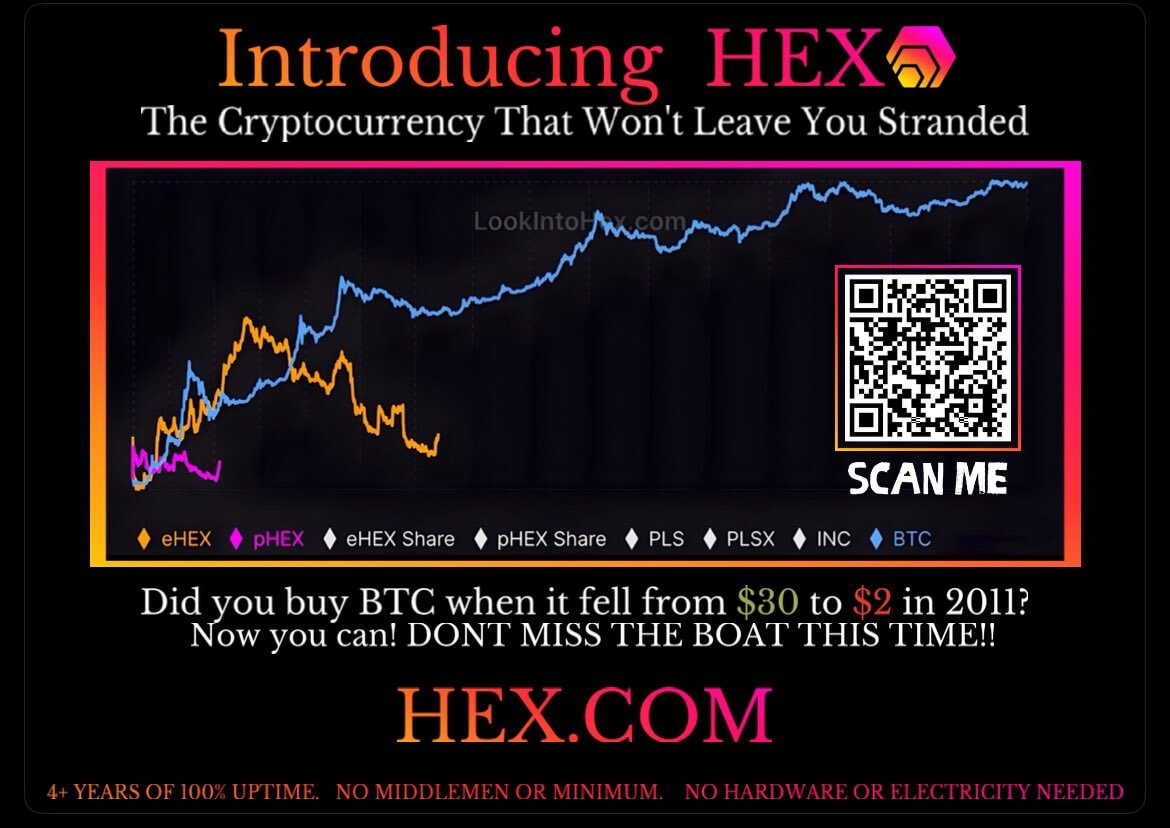 Introducing HEX
The Cryptocurrency That Won't Leave You Stranded
LookIntoHex.com
SCAN ME
eHEX pHEX eHEX Share pHEX Share PLS PLSX INC BTC
Did you buy BTC when it fell from $30 to $2 in 2011?
Now you can! DONT MISS THE BOAT THIS TIME!!
HEX.COM
4+ YEARS OF 100% UPTIME. NO MIDDLEMEN OR MINIMUM. NO HARDWARE OR ELECTRICITY NEEDED